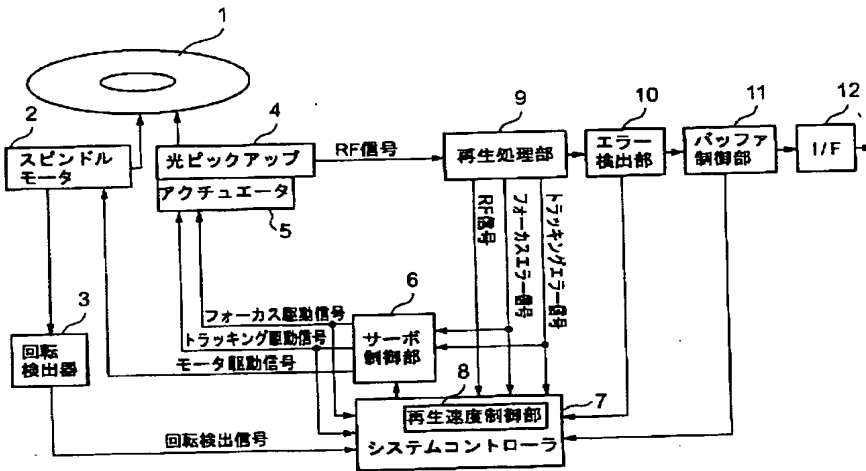 1
2
スピンドル
モータ
4
光ピックアップ
アクチュエータ
5
RF信号
9
再生処理部
10
エラー
検出部
11
バッファ
制御部
12
I/F
RF信号
フォーカスエラー信号
トラッキングエラー信号
3
回転
検出器
フォーカス駆動信号
トラッキング駆動信号
モータ駆動信号
6
サーボ
制御部
8
再生速度制御部
7
システムコントローラ
回転検出信号